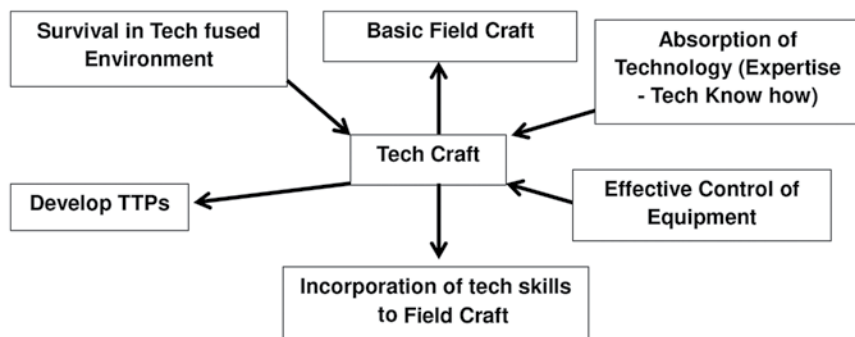 Survival in Tech fused
Environment
Basic Field Craft
Absorption of
Technology (Expertise
- Tech Know how)
Tech Craft
Develop TTPs
Effective Control of
Equipment
Incorporation of tech skills
to Field Craft